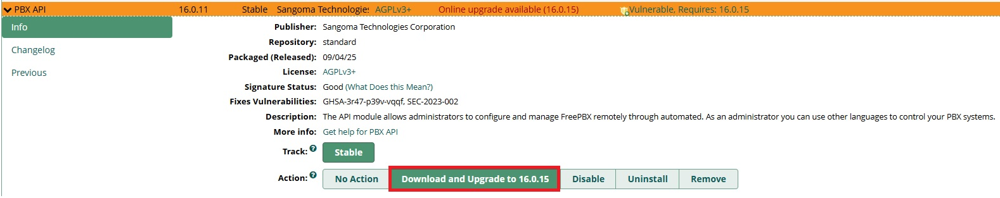 PBX API 16.0.11 Stable Sangoma Technologies AGPLv3+ Online upgrade available (16.0.15) Vulnerable, Requires: 16.0.15
Info
Changelog
Previous
Publisher: Sangoma Technologies Corporation
Repository: standard
Packaged (Released): 09/04/25
License: AGPLv3+
Signature Status: Good (What Does this Mean?)
Fixes Vulnerabilities: GHSA-3r47-p39v-vqqf, SEC-2023-002
Description: The API module allows administrators to configure and manage FreePBX remotely through automated. As an administrator you can use other languages to control your PBX systems.
More info: Get help for PBX API
Track: ? Stable
Action: ? No Action Download and Upgrade to 16.0.15 Disable Uninstall Remove